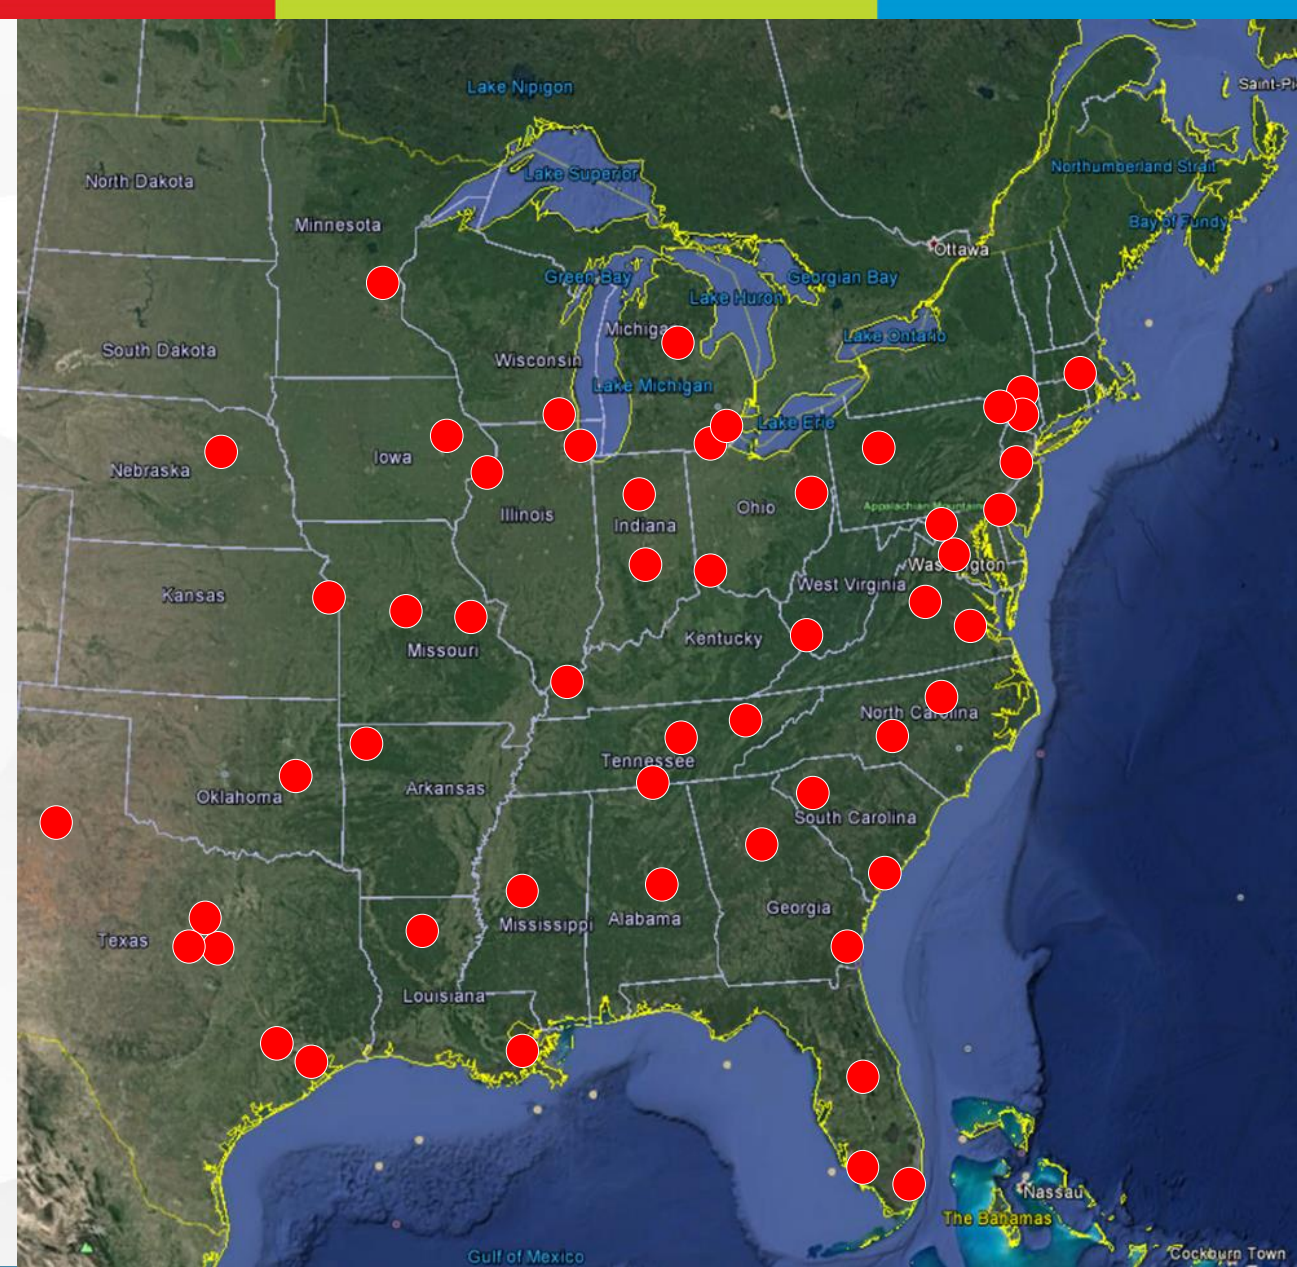 Lake Nipigon
Saint-Pi
North Dakota
Lake Superior
Northumberland Strait
Minnesota
Bay of Fundy
Ottawa
Green Bay
Georgian Bay
Lake Huron
Michiga
Lake Ontario
South Dakota
Wisconsin
Lake Michigan
Lake Erie
Iowa
Nebraska
Illinois
Ohio
Appalachian Mountains
Indiana
Washington
West Virginia
Kansas
Kentucky
Missouri
North Carolina
Tennessee
Arkansas
Oklahoma
South Carolina
Georgia
Alabama
Mississippi
Texas
Louisiana
Nassau
The Bahamas
Cockburn Town
Gulf of Mexico